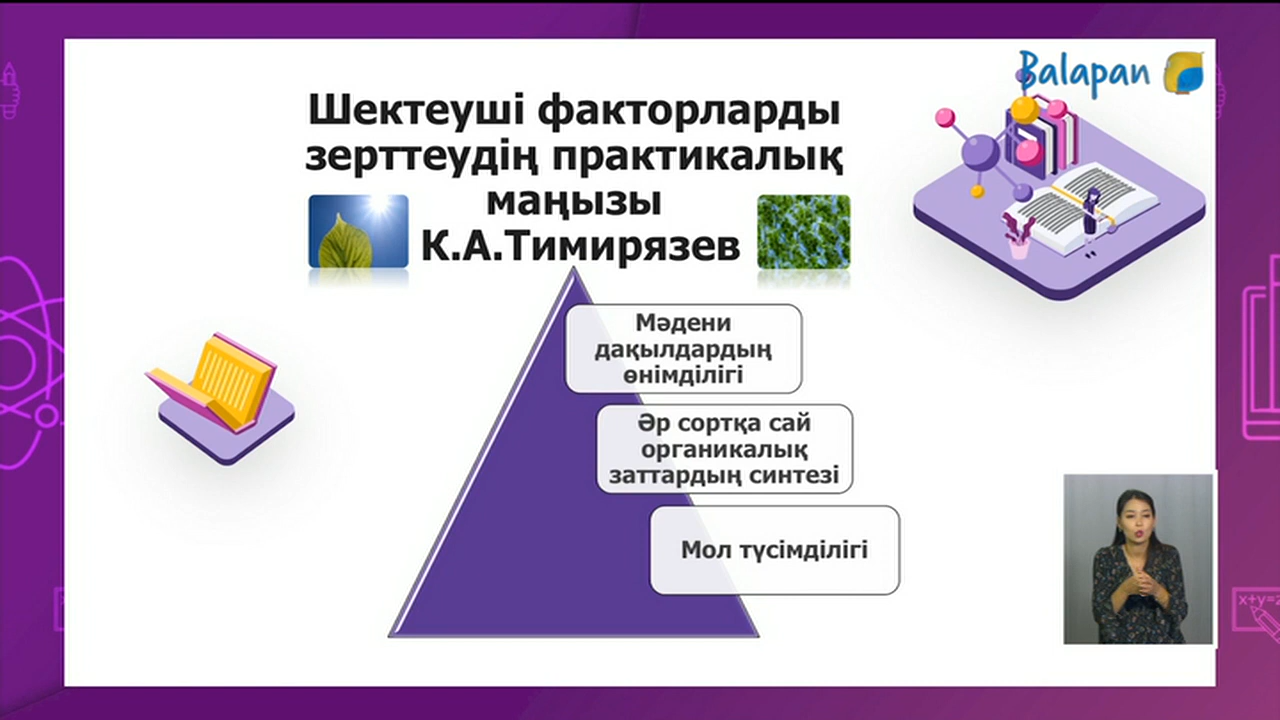 Balapan
Шектеуші факторларды
зерттеудің практикалық
маңызы
К.А.Тимирязев
Мәдени
дақылдардың
өнімділігі
Әр сортқа сай
органикалық
заттардың синтезі
Мол түсімділігі
x+y=